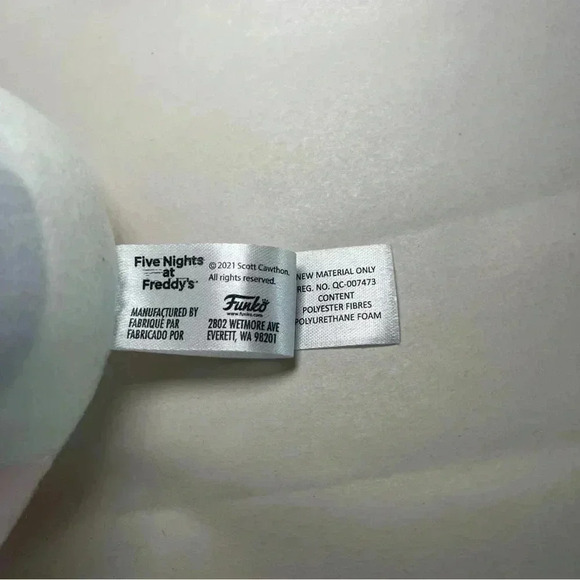 Five Nights
at
Freddy's
©2021 Scott Cawthon.
All rights reserved.
MANUFACTURED BY
FABRIQUÉ PAR
FABRICADO POR
Funko
www.funko.com
2802 WETMORE AVE
EVERETT, WA 98201
NEW MATERIAL ONLY
REG. NO. QC-007473
CONTENT
POLYESTER FIBRES
POLYURETHANE FOAM